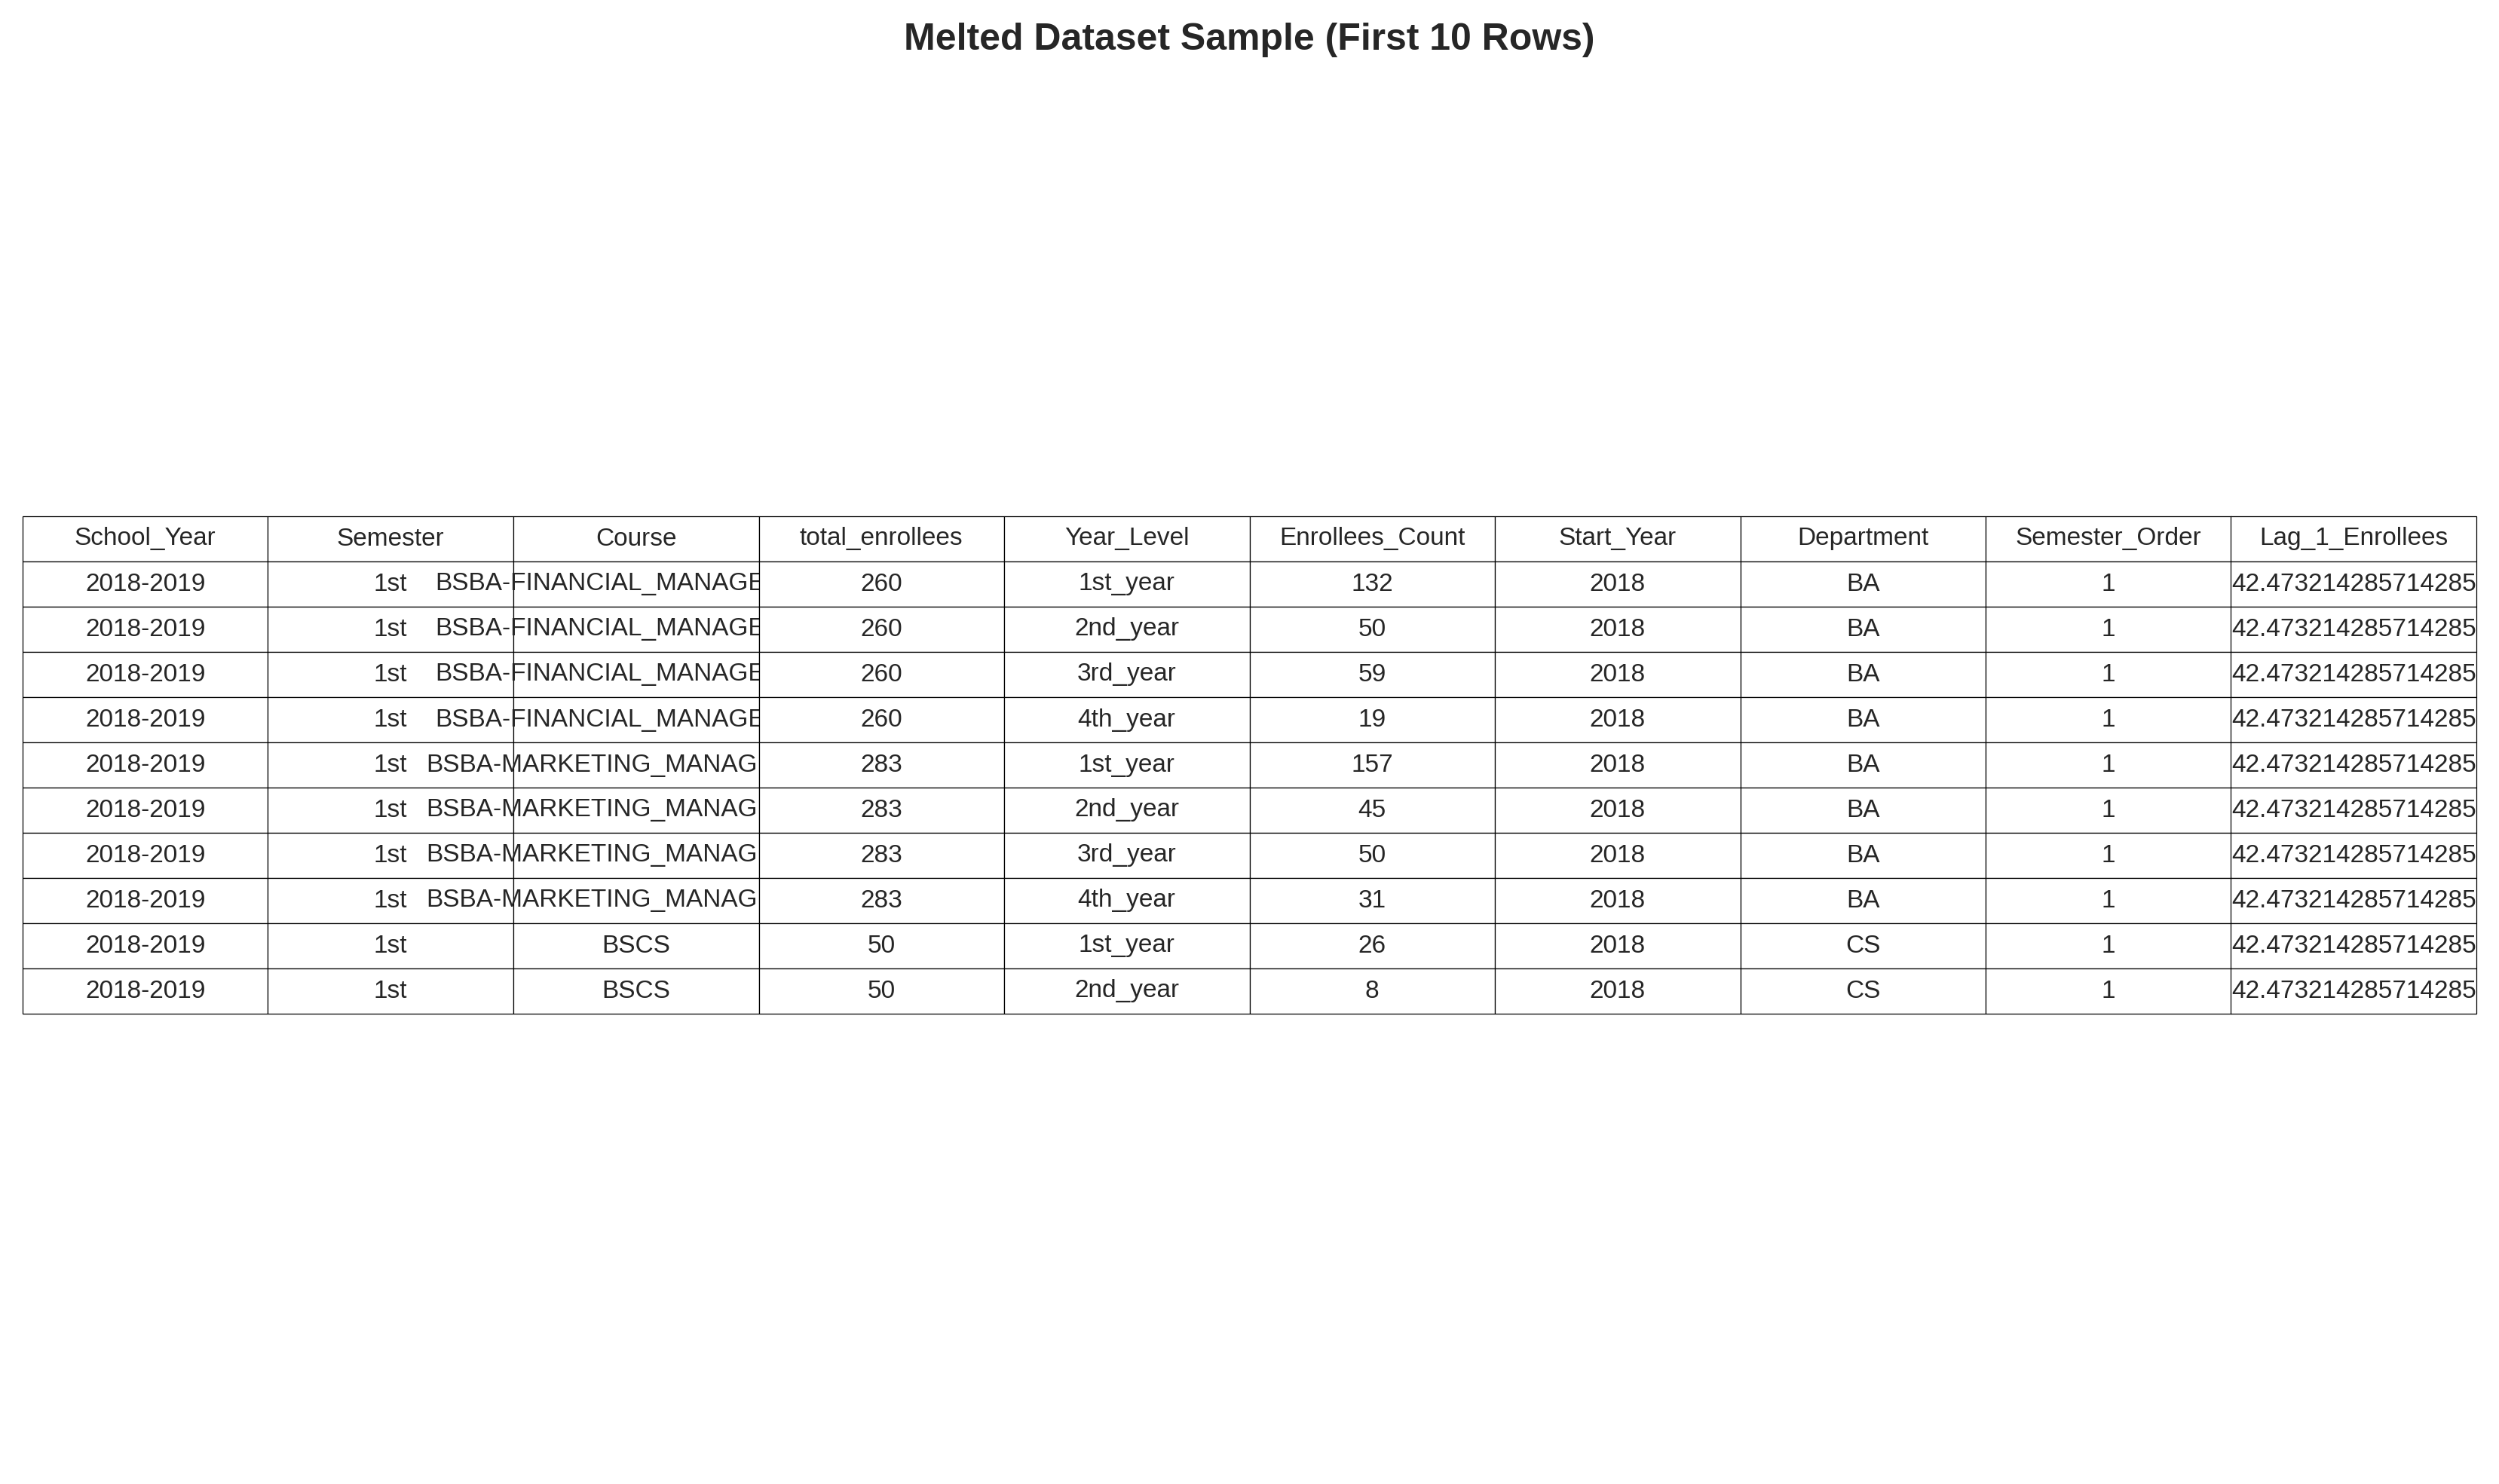 Melted Dataset Sample (First 10 Rows)
School_Year Semester Course total_enrollees Year_Level Enrollees_Count Start_Year Department Semester_Order Lag_1_Enrollees
2018-2019 1st BSBA-FINANCIAL_MANAGE 260 1st_year 132 2018 BA 1 42.473214285714285
2018-2019 1st BSBA-FINANCIAL_MANAGE 260 2nd_year 50 2018 BA 1 42.473214285714285
2018-2019 1st BSBA-FINANCIAL_MANAGE 260 3rd_year 59 2018 BA 1 42.473214285714285
2018-2019 1st BSBA-FINANCIAL_MANAGE 260 4th_year 19 2018 BA 1 42.473214285714285
2018-2019 1st BSBA-MARKETING_MANAG 283 1st_year 157 2018 BA 1 42.473214285714285
2018-2019 1st BSBA-MARKETING_MANAG 283 2nd_year 45 2018 BA 1 42.473214285714285
2018-2019 1st BSBA-MARKETING_MANAG 283 3rd_year 50 2018 BA 1 42.473214285714285
2018-2019 1st BSBA-MARKETING_MANAG 283 4th_year 31 2018 BA 1 42.473214285714285
2018-2019 1st BSCS 50 1st_year 26 2018 CS 1 42.473214285714285
2018-2019 1st BSCS 50 2nd_year 8 2018 CS 1 42.473214285714285